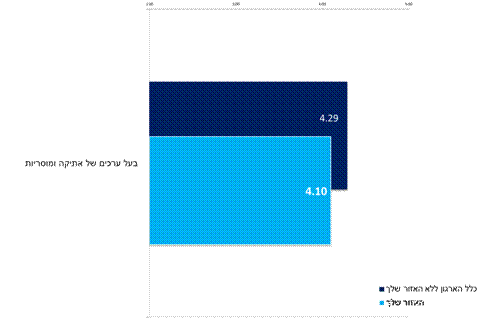 4.29
בעל ערכים של אתיקה ומוסריות
4.10
כלל הארגון ללא האזור שלך
האזור שלך